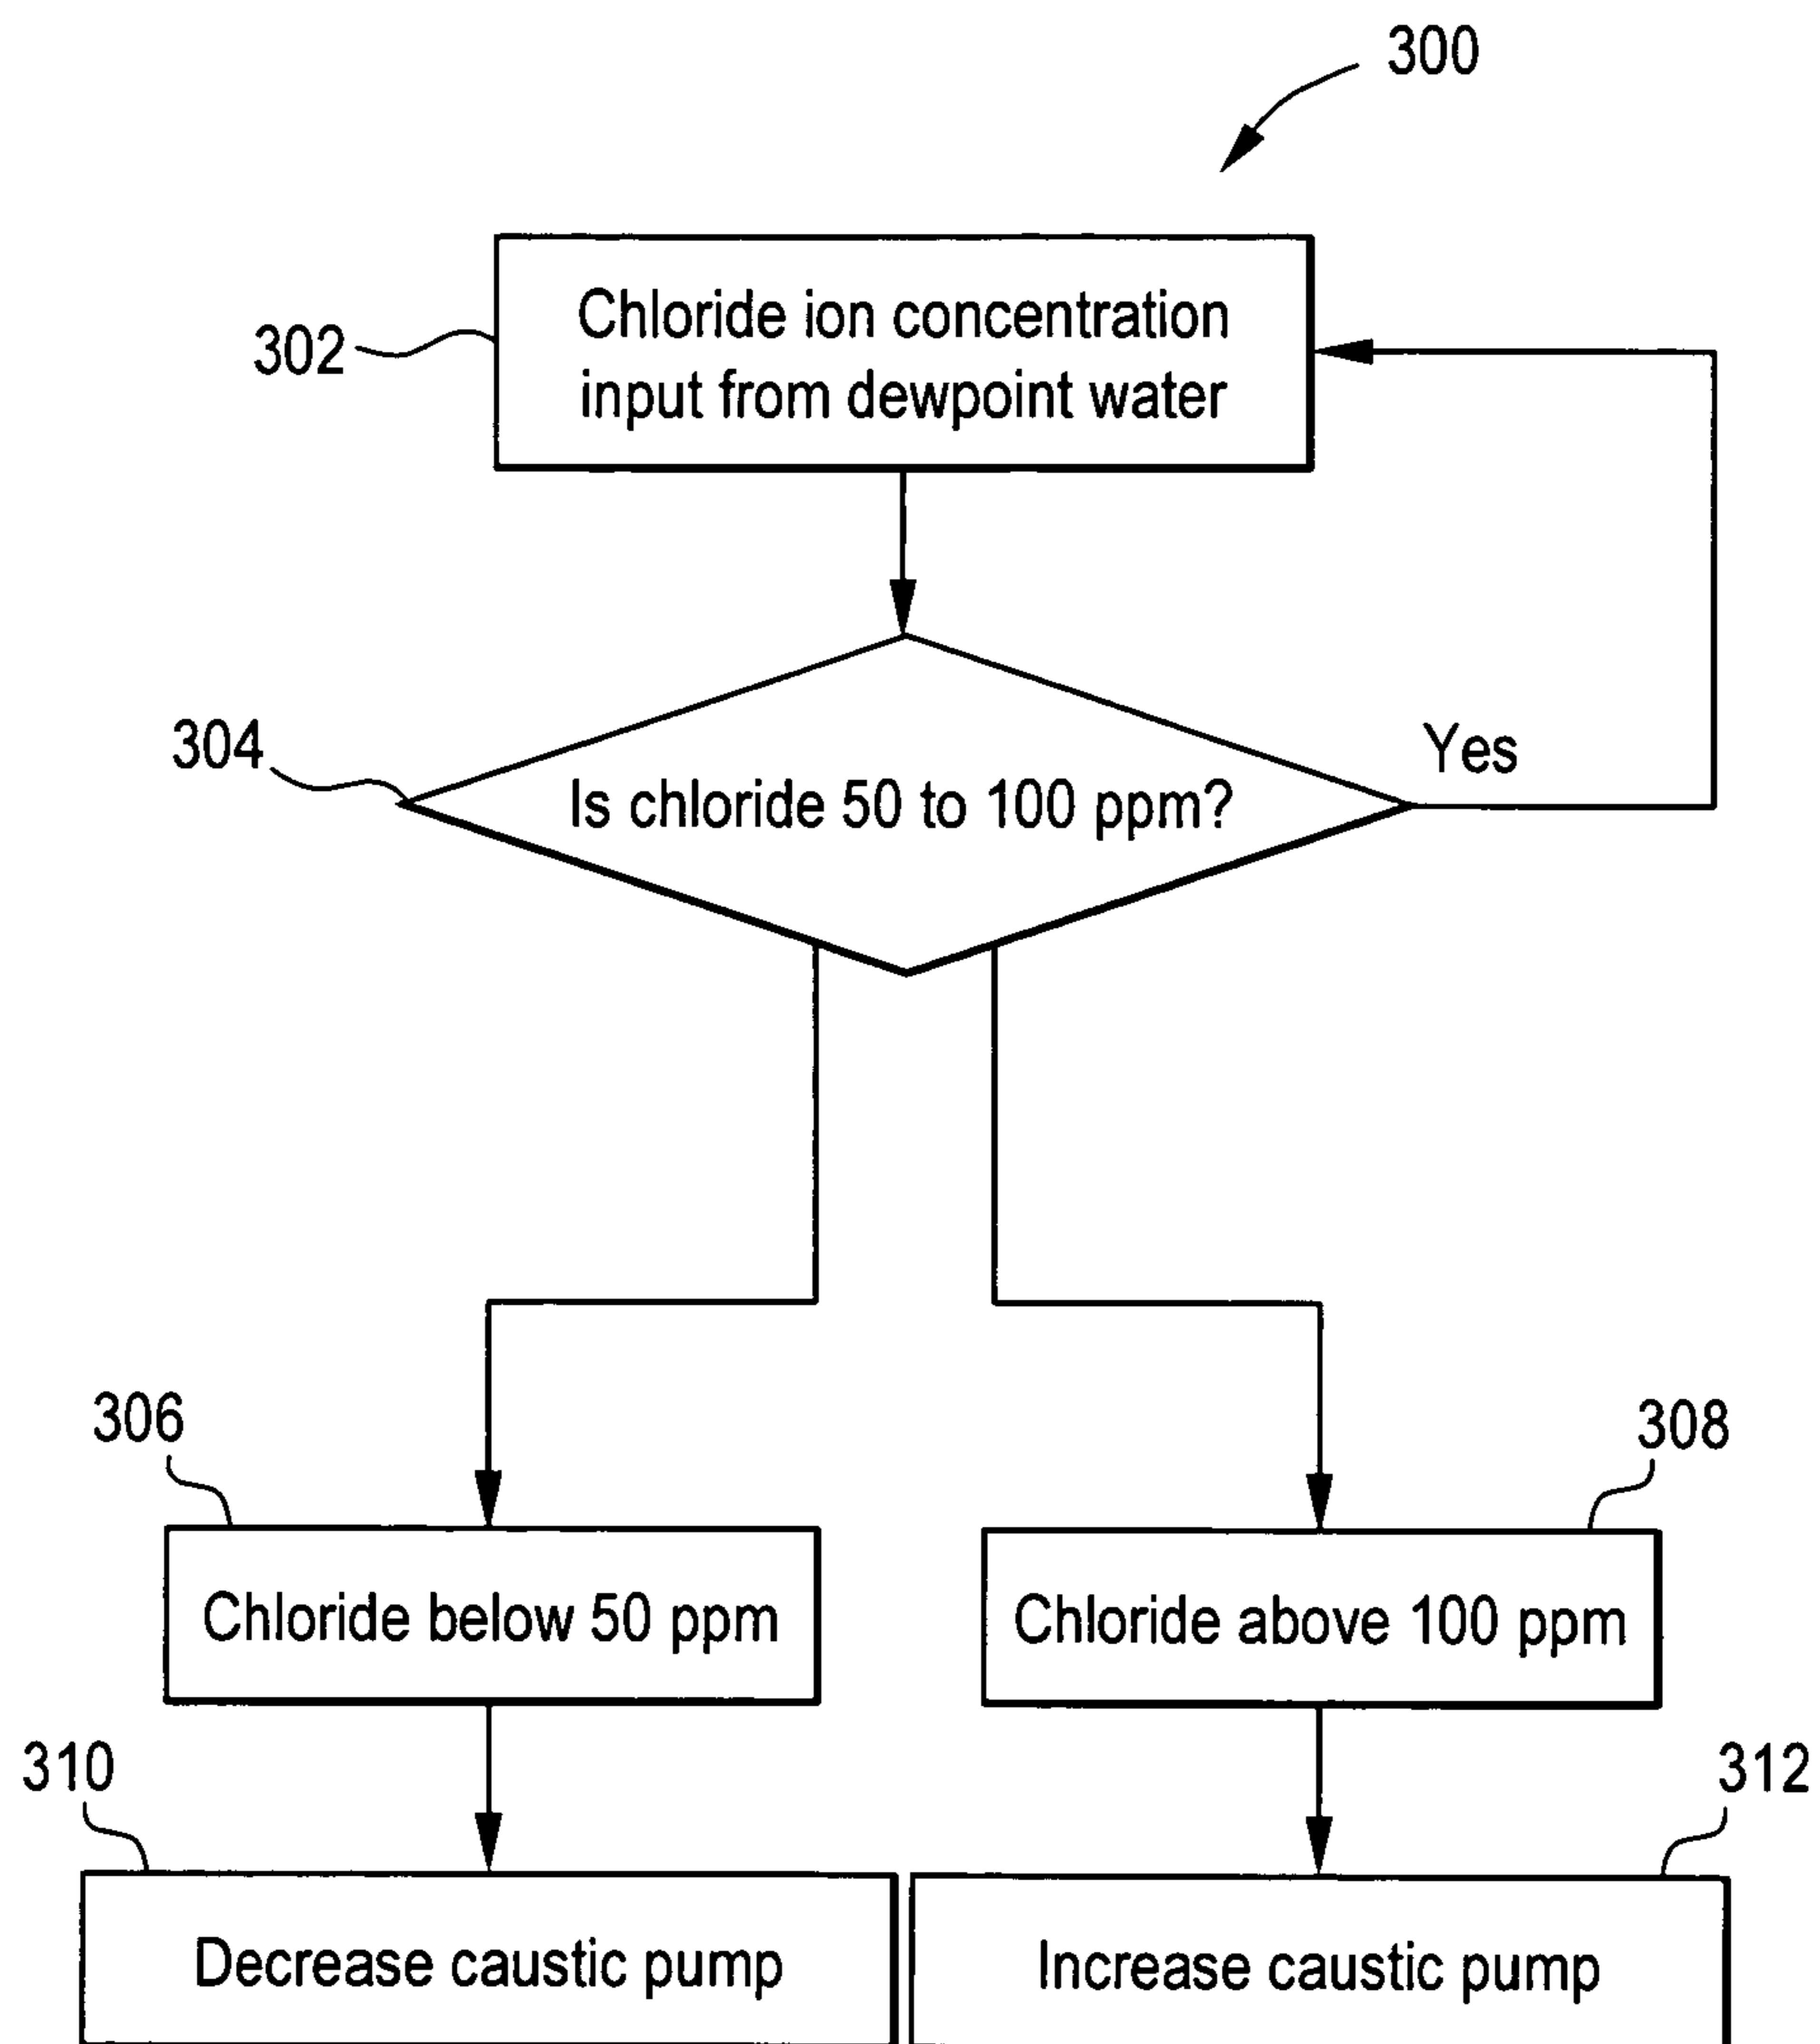 300
302
Chloride ion concentration
input from dewpoint water
304
Is chloride 50 to 100 ppm?
Yes
306
308
Chloride below 50 ppm
Chloride above 100 ppm
310
312
Decrease caustic pump
Increase caustic pump